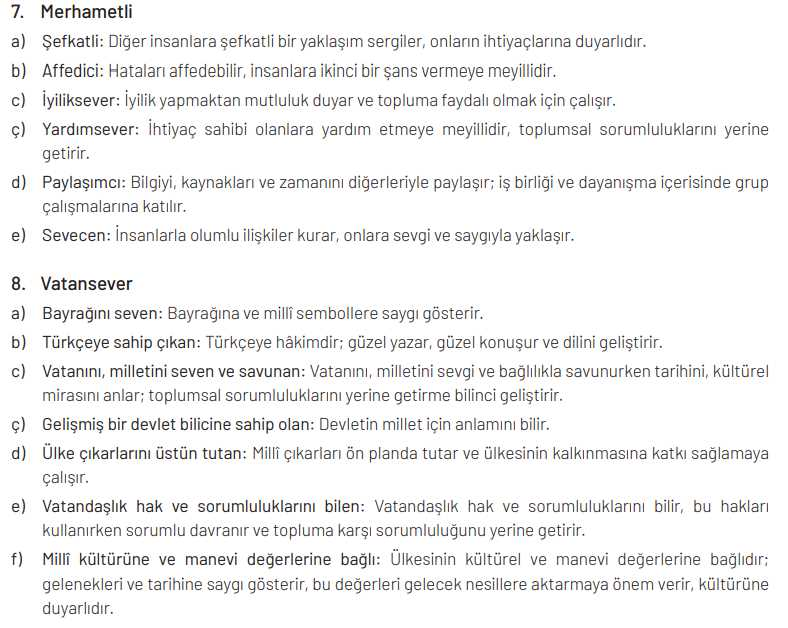 7. Merhametli
a) Şefkatli: Diğer insanlara şefkatli bir yaklaşım sergiler, onların ihtiyaçlarına duyarlıdır.
b) Affedici: Hataları affedebilir, insanlara ikinci bir şans vermeye meyillidir.
c) İyiliksever: İyilik yapmaktan mutluluk duyar ve topluma faydalı olmak için çalışır.
ç) Yardımsever: İhtiyaç sahibi olanlara yardım etmeye meyillidir, toplumsal sorumluluklarını yerine
getirir.
d) Paylaşımcı: Bilgiyi, kaynakları ve zamanını diğerleriyle paylaşır; iş birliği ve dayanışma içerisinde grup
çalışmalarına katılır.
e) Sevecen: İnsanlarla olumlu ilişkiler kurar, onlara sevgi ve saygıyla yaklaşır.
8. Vatansever
a) Bayrağını seven: Bayrağına ve millî sembollere saygı gösterir.
b) Türkçeye sahip çıkan: Türkçeye hâkimdir; güzel yazar, güzel konuşur ve dilini geliştirir.
c) Vatanını, milletini seven ve savunan: Vatanını, milletini sevgi ve bağlılıkla savunurken tarihini, kültürel
mirasını anlar; toplumsal sorumluluklarını yerine getirme bilinci geliştirir.
ç) Gelişmiş bir devlet bilicine sahip olan: Devletin millet için anlamını bilir.
d) Ülke çıkarlarını üstün tutan: Millî çıkarları ön planda tutar ve ülkesinin kalkınmasına katkı sağlamaya
çalışır.
e) Vatandaşlık hak ve sorumluluklarını bilen: Vatandaşlık hak ve sorumluluklarını bilir, bu hakları
kullanırken sorumlu davranır ve topluma karşı sorumluluğunu yerine getirir.
f) Millî kültürüne ve manevi değerlerine bağlı: Ülkesinin kültürel ve manevi değerlerine bağlıdır;
gelenekleri ve tarihine saygı gösterir, bu değerleri gelecek nesillere aktarmaya önem verir, kültürüne
duyarlıdır.